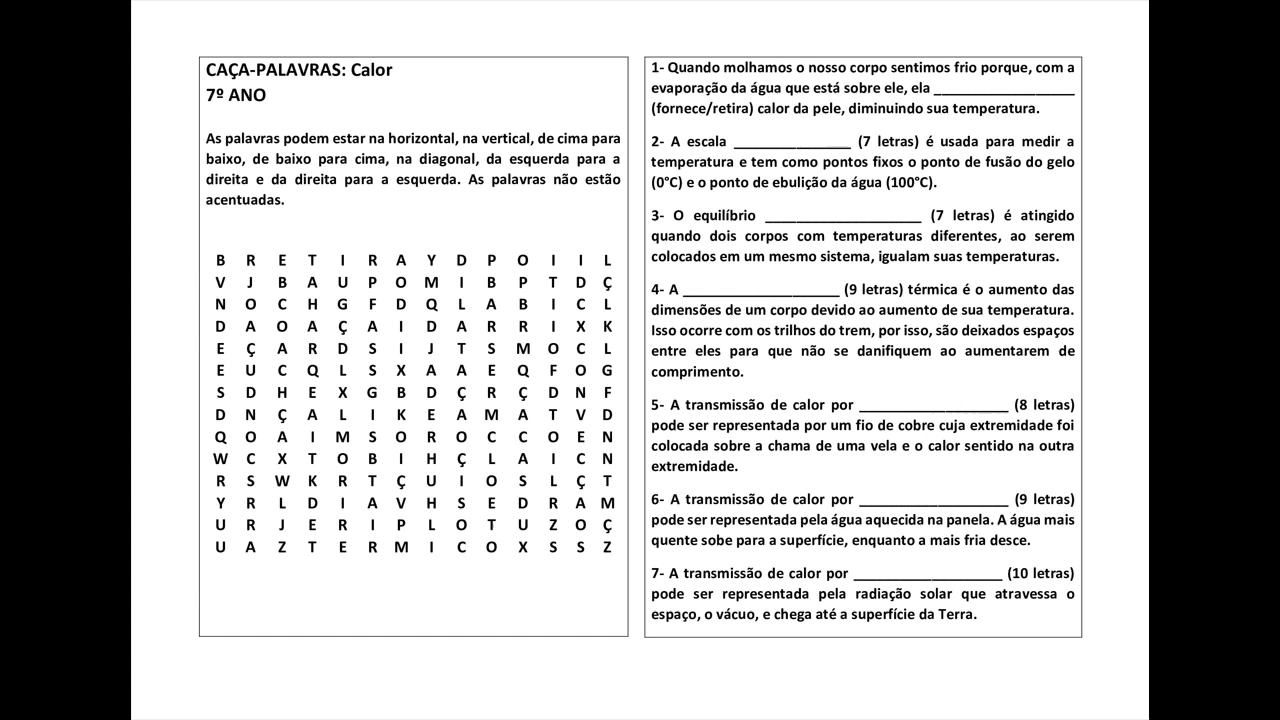 CAÇA-PALAVRAS: Calor
7º ANO
As palavras podem estar na horizontal, na vertical, de cima para
baixo, de baixo para cima, na diagonal, da esquerda para a
direita e da direita para a esquerda. As palavras não estão
acentuadas.
B R E T I R A Y D P O I I L
V J B A U P O M I B P T D Ç
N O C H G F D Q L A B I C L
D A O A Ç A I D A R R I X K
E Ç A R D S I J T S M O C L
E U C Q L S X A A E Q F O G
S D H E X G B D Ç R Ç D N F
D N Ç A L I K E A M A T V D
Q O A I M S O R O C C O E N
W C X T O B I H Ç L A I C N
R S W K R T Ç U I O S L Ç T
Y R L D I A V H S E D R A M
U R J E R I P L O T U Z O Ç
U A Z T E R M I C O X S S Z
1- Quando molhamos o nosso corpo sentimos frio porque, com a
evaporação da água que está sobre ele, ela __________________
(fornece/retira) calor da pele, diminuindo sua temperatura.
2- A escala _______________ (7 letras) é usada para medir a
temperatura e tem como pontos fixos o ponto de fusão do gelo
(0°C) e o ponto de ebulição da água (100°C).
3- O equilíbrio ____________________ (7 letras) é atingido
quando dois corpos com temperaturas diferentes, ao serem
colocados em um mesmo sistema, igualam suas temperaturas.
4- A ____________________ (9 letras) térmica é o aumento das
dimensões de um corpo devido ao aumento de sua temperatura.
Isso ocorre com os trilhos do trem, por isso, são deixados espaços
entre eles para que não se danifiquem ao aumentarem de
comprimento.
5- A transmissão de calor por ___________________ (8 letras)
pode ser representada por um fio de cobre cuja extremidade foi
colocada sobre a chama de uma vela e o calor sentido na outra
extremidade.
6- A transmissão de calor por ___________________ (9 letras)
pode ser representada pela água aquecida na panela. A água mais
quente sobe para a superfície, enquanto a mais fria desce.
7- A transmissão de calor por ___________________ (10 letras)
pode ser representada pela radiação solar que atravessa o
espaço, o vácuo, e chega até a superfície da Terra.